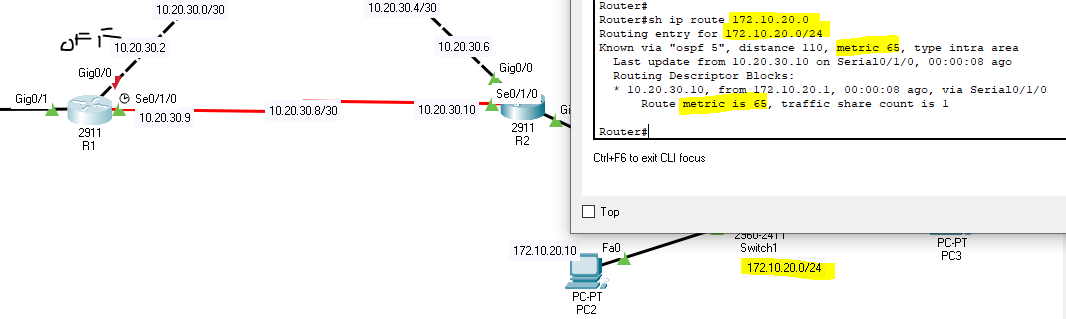 10.20.30.0/30
10.20.30.4/30
OFF
10.20.30.2
10.20.30.6
Gig0/0
Gig0/0
Gig0/1
Se0/1/0
Se0/1/0
10.20.30.9
10.20.30.8/30
10.20.30.10
Gi
2911
R1
2911
R2
Router#
Router#sh ip route 172.10.20.0
Routing entry for 172.10.20.0/24
Known via "ospf 5", distance 110, metric 65, type intra area
Last update from 10.20.30.10 on Serial0/1/0, 00:00:08 ago
Routing Descriptor Blocks:
* 10.20.30.10, from 172.10.20.1, 00:00:08 ago, via Serial0/1/0
Route metric is 65, traffic share count is 1
Router#
Ctrl+F6 to exit CLI focus
Top
172.10.20.10
Fa0
PC-PT
PC2
2960-24TT
Switch1
172.10.20.0/24
PC-PT
PC3